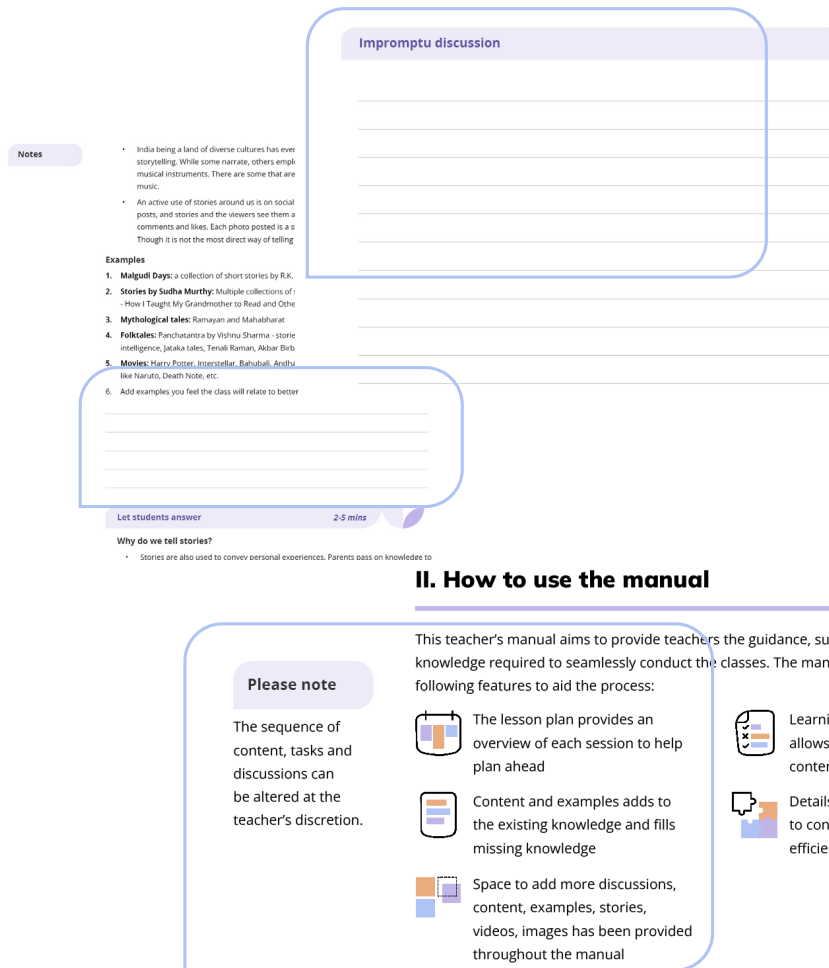 Impromptu discussion
Notes
• India being a land of diverse cultures has ever
storytelling. While some narrate, others emplo
musical instruments. There are some that are
music.
• An active use of stories around us is on social
posts, and stories and the viewers see them a
comments and likes. Each photo posted is a st
Though it is not the most direct way of telling
Examples
1. Malgudi Days: a collection of short stories by R.K.
2. Stories by Sudha Murthy: Multiple collections of s
- How I Taught My Grandmother to Read and Othe
3. Mythological tales: Ramayan and Mahabharat
4. Folktales: Panchatantra by Vishnu Sharma - storie
intelligence, Jataka tales, Tenali Raman, Akbar Birb
5. Movies: Harry Potter, Interstellar, Bahubali, Andha
like Naruto, Death Note, etc.
6. Add examples you feel the class will relate to better
Let students answer 2-5 mins
Why do we tell stories?
• Stories are also used to convey personal experiences. Parents pass on knowledge to
II. How to use the manual
This teacher's manual aims to provide teachers the guidance, su
knowledge required to seamlessly conduct the classes. The man
following features to aid the process:
Please note
The sequence of
content, tasks and
discussions can
be altered at the
teacher's discretion.
The lesson plan provides an
overview of each session to help
plan ahead
Content and examples adds to
the existing knowledge and fills
missing knowledge
Space to add more discussions,
content, examples, stories,
videos, images has been provided
throughout the manual
Learni
allows
conten
Details
to con
efficie